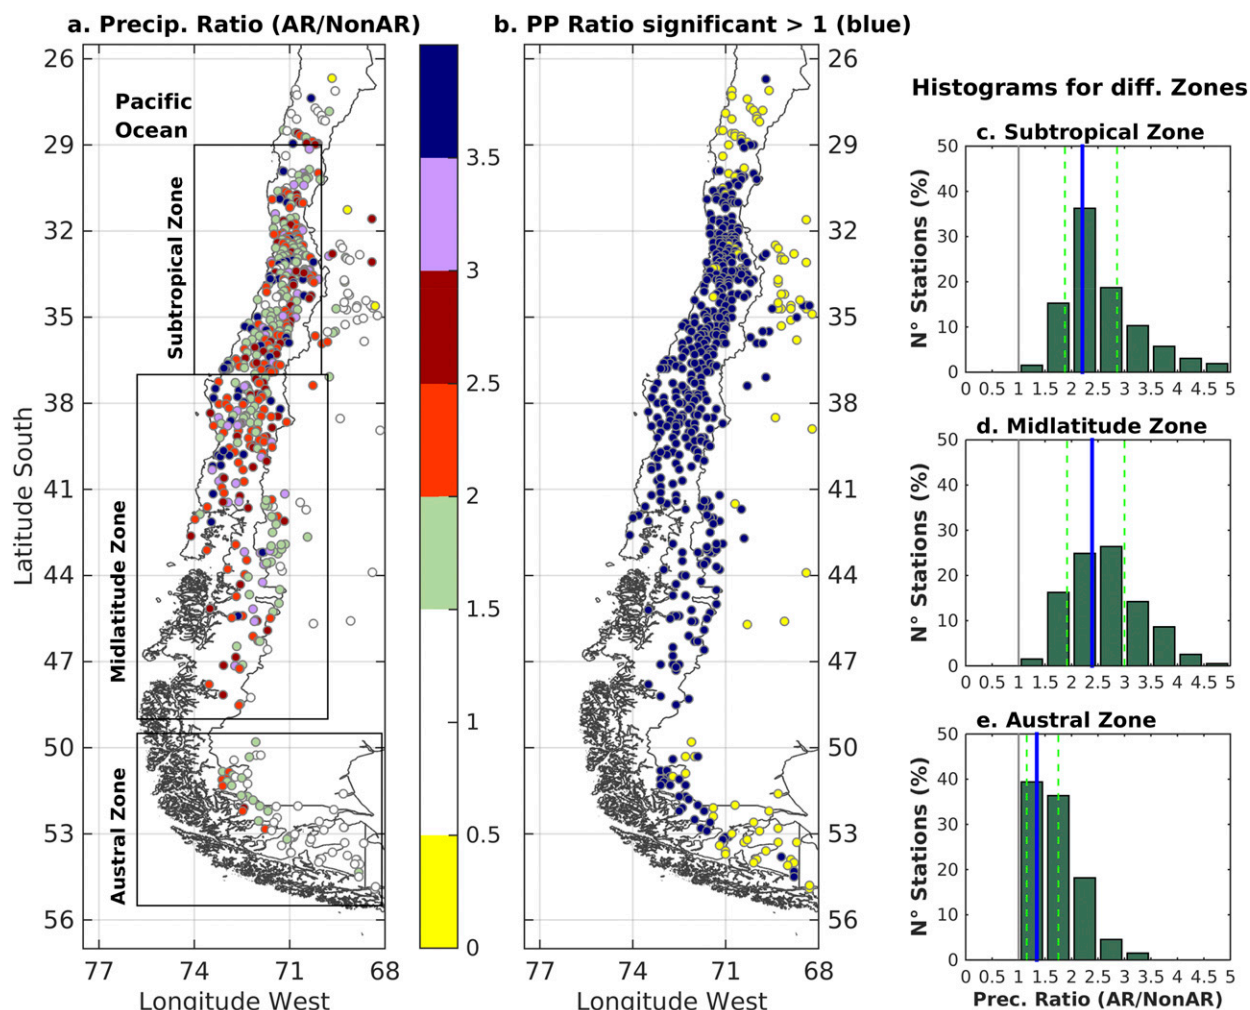 a. Precip. Ratio (AR/NonAR)
b. PP Ratio significant > 1 (blue)
Histograms for diff. Zones
Pacific
Ocean
Subtropical Zone
Midlatitude Zone
Austral Zone
Latitude South
26
29
32
35
38
41
44
47
50
53
56
77
74
71
68
Longitude West
3.5
3
2.5
2
1.5
1
0.5
0
77
74
71
68
Longitude West
26
29
32
35
38
41
44
47
50
53
56
c. Subtropical Zone
N° Stations (%)
50
40
30
20
10
0
0 0.5 1 1.5 2 2.5 3 3.5 4 4.5 5
d. Midlatitude Zone
N° Stations (%)
50
40
30
20
10
0
0 0.5 1 1.5 2 2.5 3 3.5 4 4.5 5
e. Austral Zone
N° Stations (%)
50
40
30
20
10
0
0 0.5 1 1.5 2 2.5 3 3.5 4 4.5 5
Prec. Ratio (AR/NonAR)